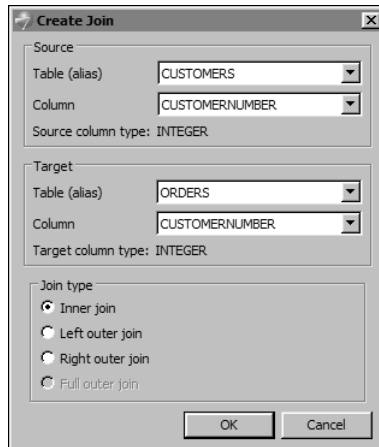 Create Join
Source
Table (alias) CUSTOMERS
Column CUSTOMERNUMBER
Source column type: INTEGER
Target
Table (alias) ORDERS
Column CUSTOMERNUMBER
Target column type: INTEGER
Join type
Inner join
Left outer join
Right outer join
Full outer join
OK Cancel